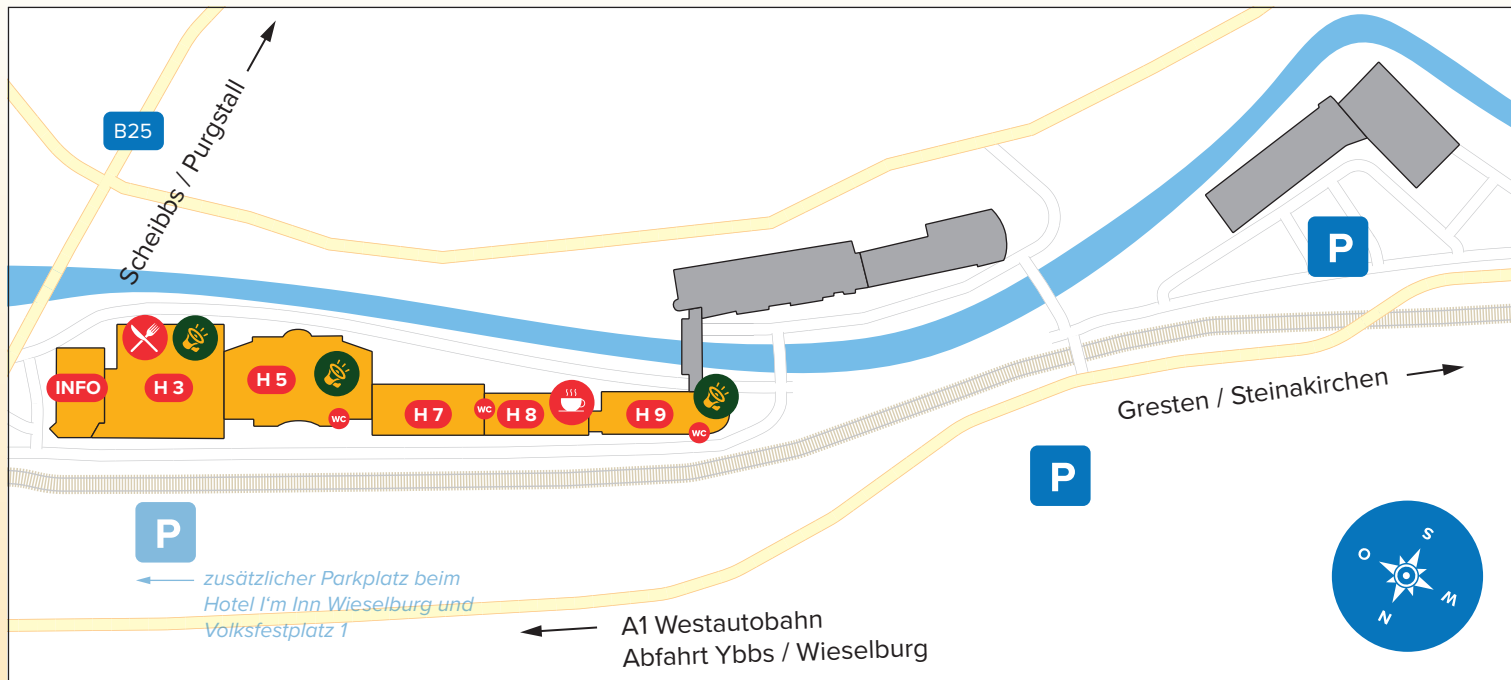 B25
Scheibbs / Purgstall
INFO
H 3
H 5
WC
H 7
WC
H 8
H 9
WC
P
P
P
Gresten / Steinakirchen
zusätzlicher Parkplatz beim
Hotel I'm Inn Wieselburg und
Volksfestplatz 1
A1 Westautobahn
Abfahrt Ybbs / Wieselburg
S
O
W
N